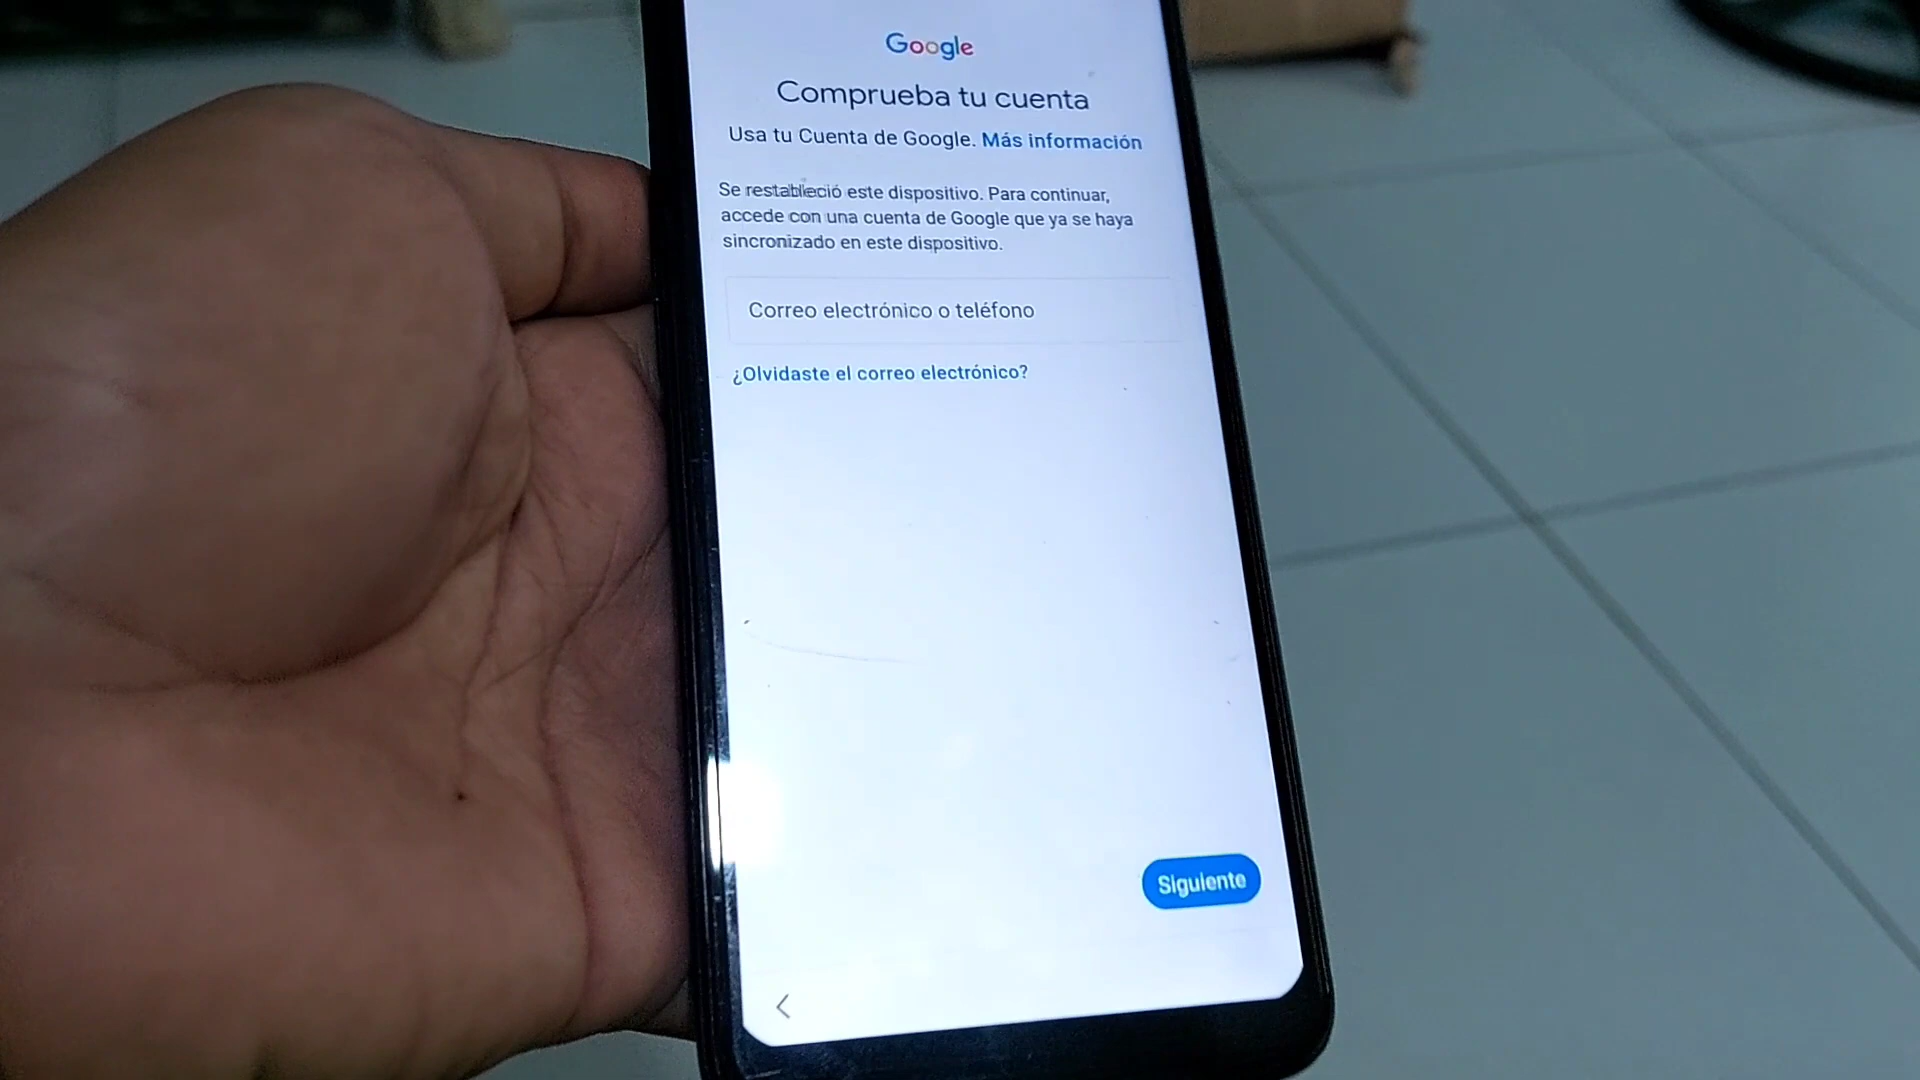 Google
Comprueba tu cuenta
Usa tu Cuenta de Google. Más información
Se restableció este dispositivo. Para continuar,
accede con una cuenta de Google que ya se haya
sincronizado en este dispositivo.
Correo electrónico o teléfono
¿Olvidaste el correo electrónico?
Siguiente